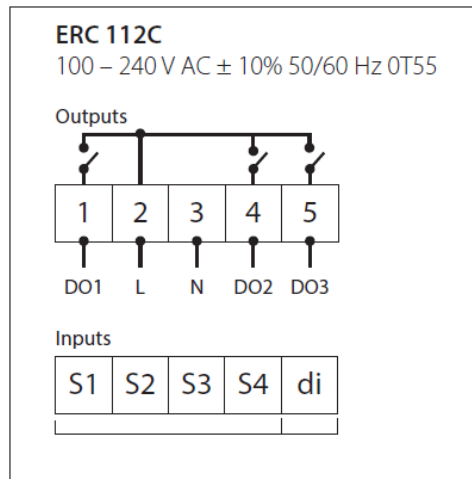 ERC 112C
100 – 240 V AC ± 10% 50/60 Hz 0T55
Outputs
1 2 3 4 5
DO1 L N DO2 DO3
Inputs
S1 S2 S3 S4 di